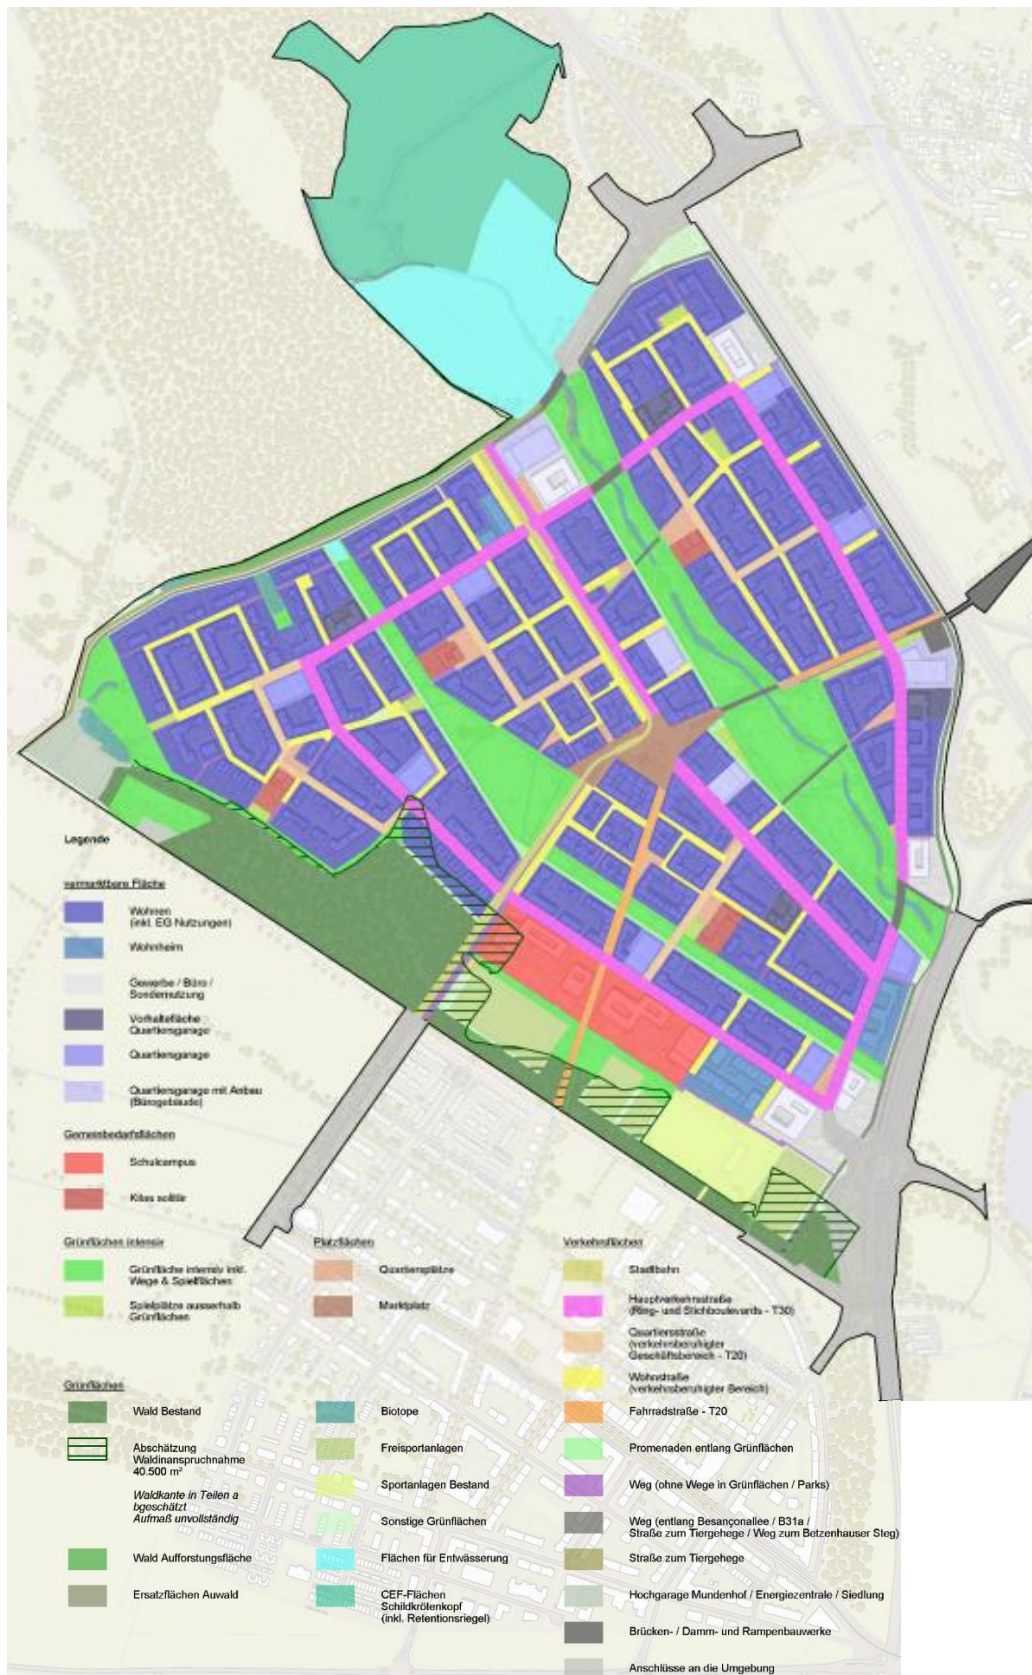 Legende
vermarktbare Fläche
Wohnen
(inkl. EG Nutzungen)
Wohnheim
Gewerbe / Büro /
Sondernutzung
Vorhaltefläche
Quartiersgarage
Quartiersgarage
Quartiersgarage mit Anbau
(Bürogebäude)
Gemeinbedarfsflächen
Schulcampus
Kitas solitär
Grünflächen intensiv
Grünfläche intensiv inkl.
Wege & Spielflächen
Spielplätze ausserhalb
Grünflächen
Platzflächen
Quartiersplätze
Marktplatz
Verkehrsflächen
Stadtbahn
Hauptverkehrsstraße
(Ring- und Stichboulevards - T30)
Quartiersstraße
(verkehrsberuhigter
Geschäftsbereich - T20)
Wohnstraße
(verkehrsberuhigter Bereich)
Grünflächen
Wald Bestand
Abschätzung
Waldinanspruchnahme
40.500 m²
Waldkante in Teilen a
bgeschätzt
Aufmaß unvollständig
Wald Aufforstungsfläche
Ersatzflächen Auwald
Biotope
Freisportanlagen
Sportanlagen Bestand
Sonstige Grünflächen
Flächen für Entwässerung
CEF-Flächen
Schildkrötenkopf
(inkl. Retentionsriegel)
Fahrradstraße - T20
Promenaden entlang Grünflächen
Weg (ohne Wege in Grünflächen / Parks)
Weg (entlang Besançonallee / B31a /
Straße zum Tiergehege / Weg zum Betzenhauser Steg)
Straße zum Tiergehege
Hochgarage Mundenhof / Energiezentrale / Siedlung
Brücken- / Damm- und Rampenbauwerke
Anschlüsse an die Umgebung